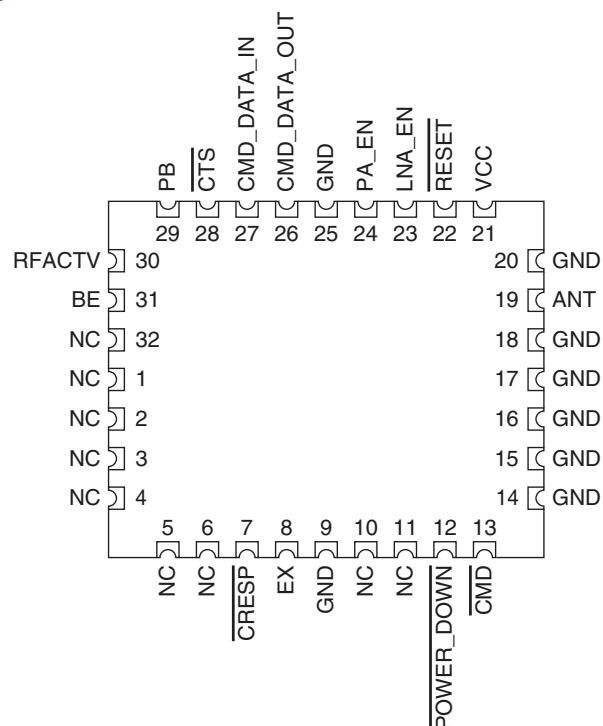 PB
CTS
CMD_DATA_IN
CMD_DATA_OUT
GND
PA_EN
LNA_EN
RESET
VCC
29 28 27 26 25 24 23 22 21
RFACTV 30 20 GND
BE 31 19 ANT
NC 32 18 GND
NC 1 17 GND
NC 2 16 GND
NC 3 15 GND
NC 4 14 GND
5 6 7 8 9 10 11 12 13
NC
NC
CRESP
EX
GND
NC
NC
POWER_DOWN
CMD